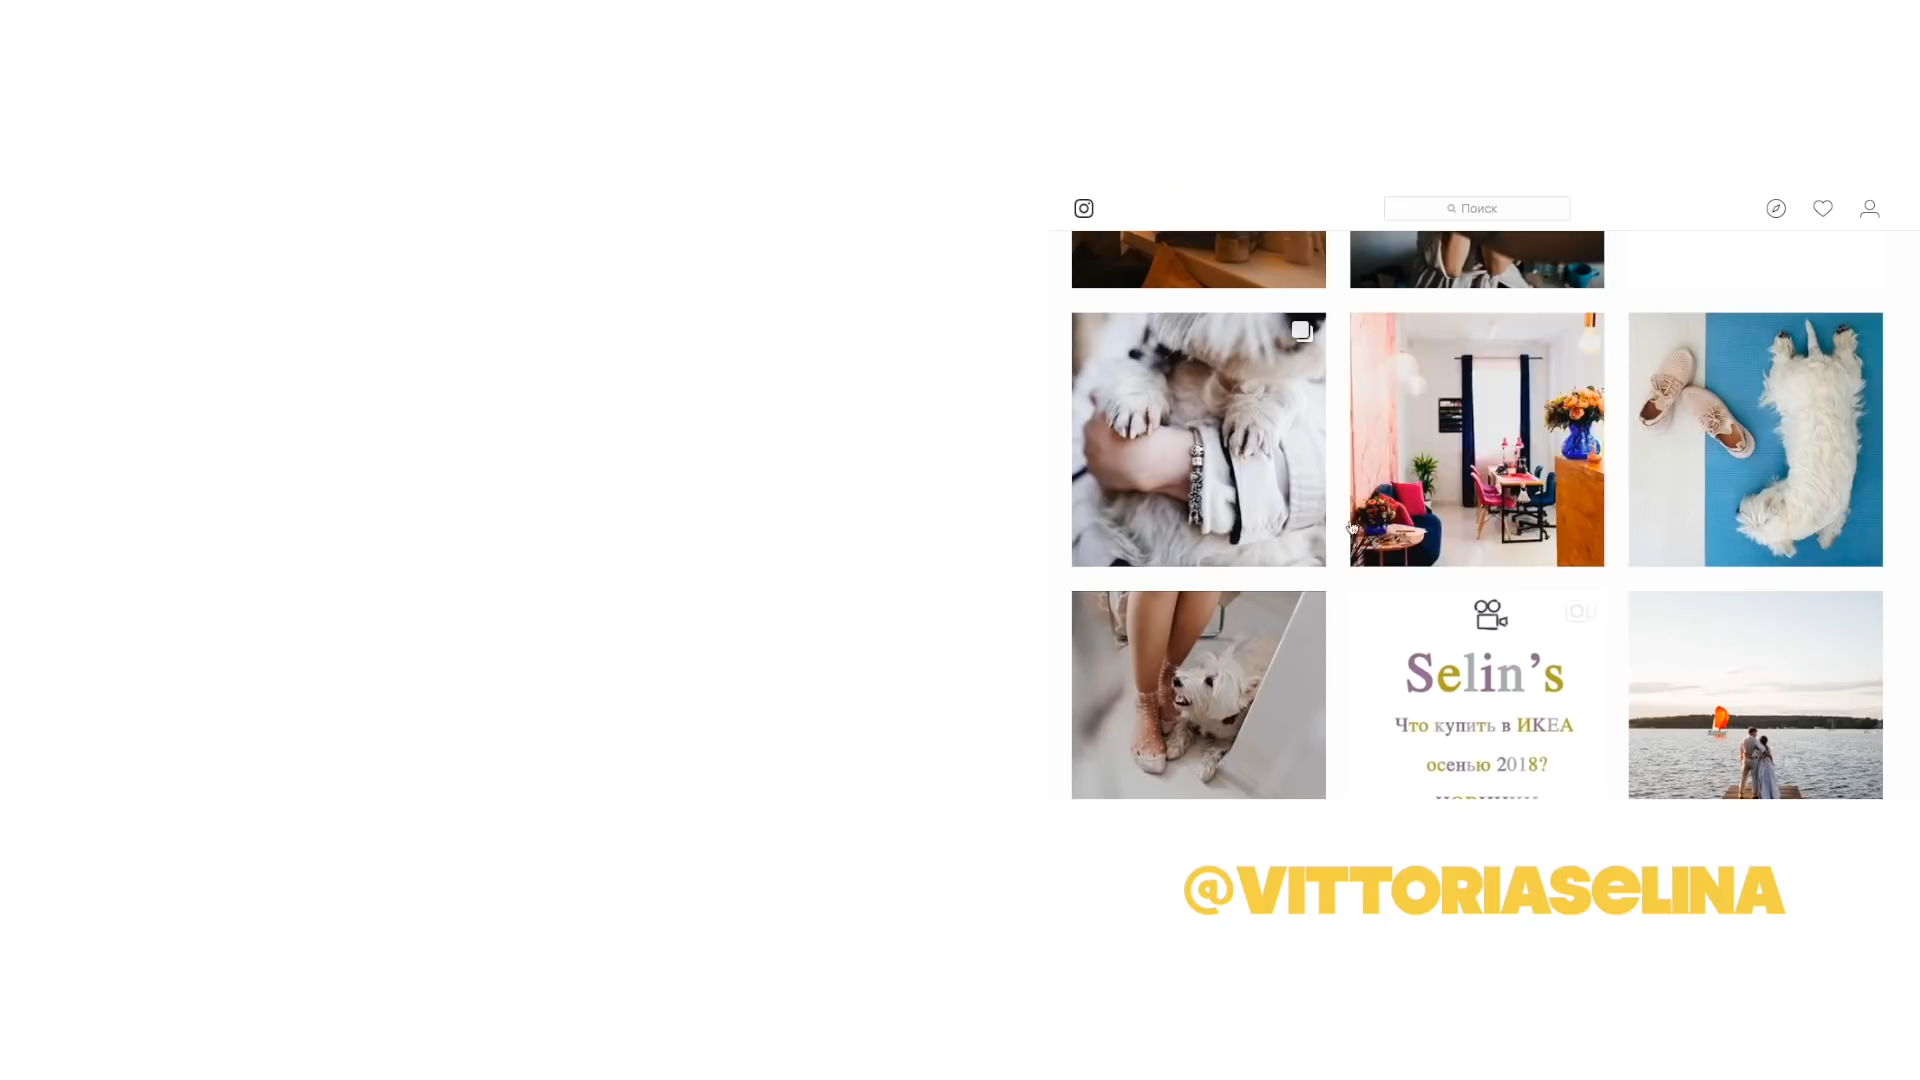 Поиск
Selin’s
Что купить в ИКЕА
осенью 2018?
@VITTORIASELINA